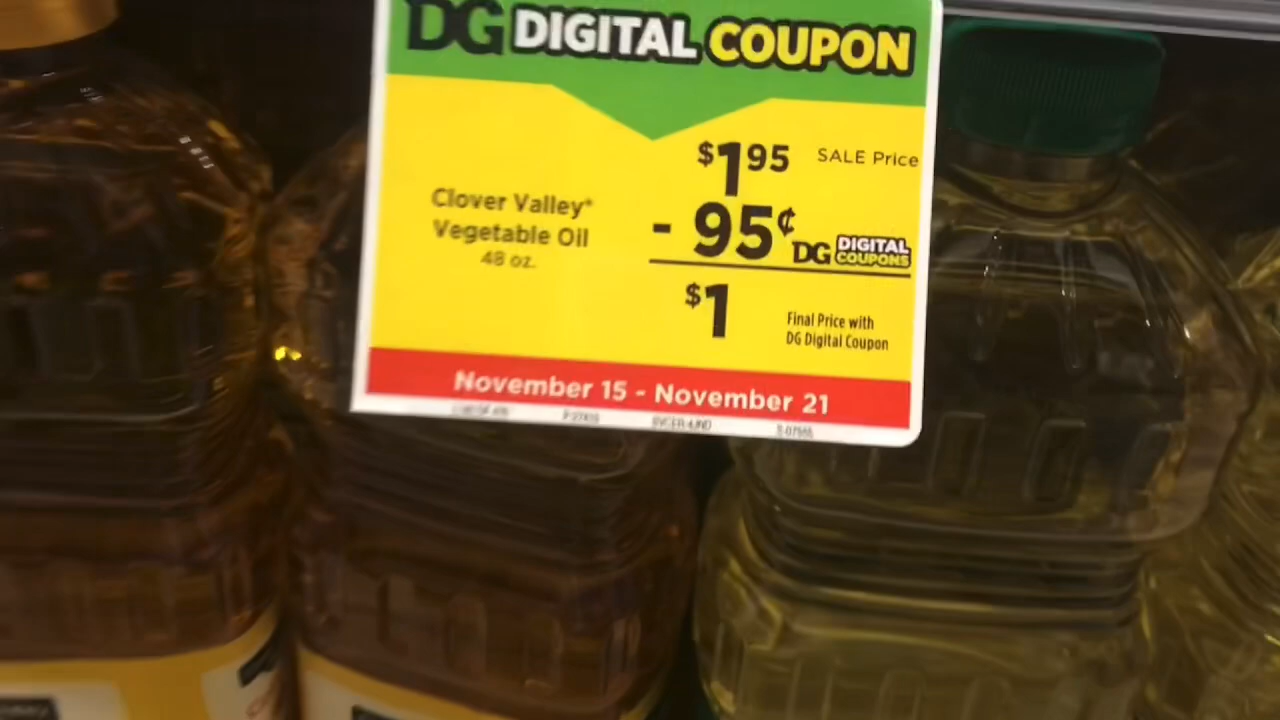 DG DIGITAL COUPON
$1 95 SALE Price
Clover Valley*
Vegetable Oil
48 oz.
- 95¢ DG DIGITAL COUPONS
$1
Final Price with
DG Digital Coupon
November 15 - November 21